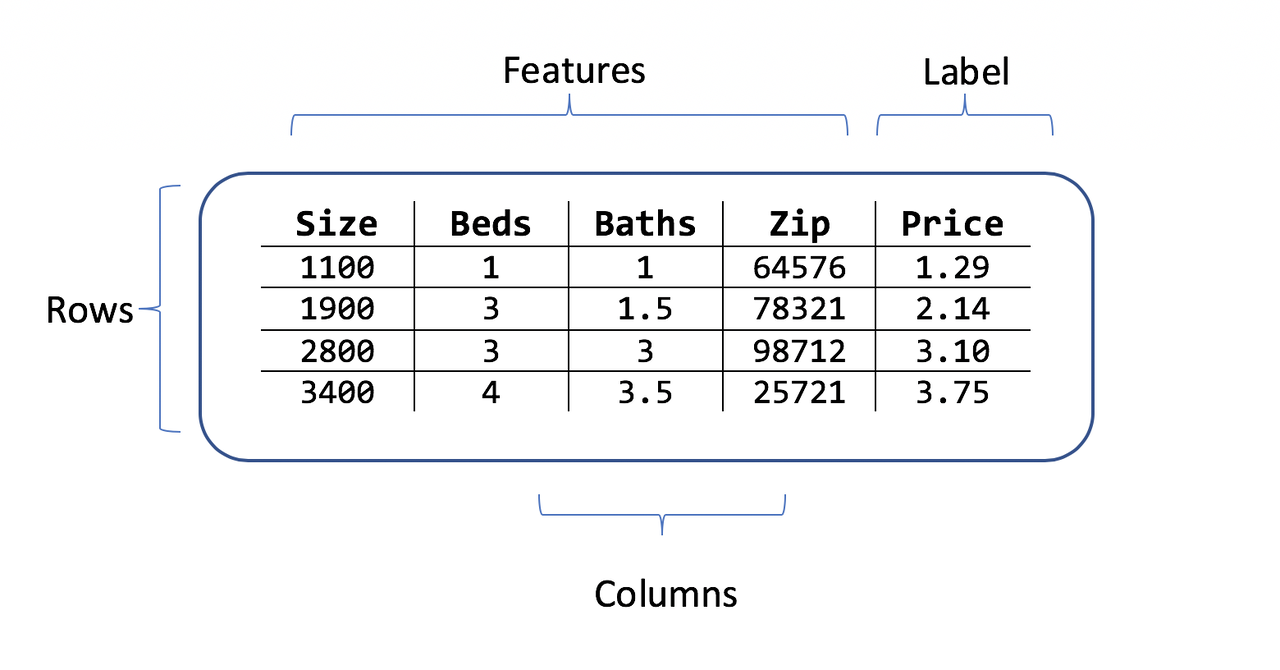 Features Label
Size Beds Baths Zip Price
1100 1 1 64576 1.29
1900 3 1.5 78321 2.14
Rows
2800 3 3 98712 3.10
3400 4 3.5 25721 3.75
Columns